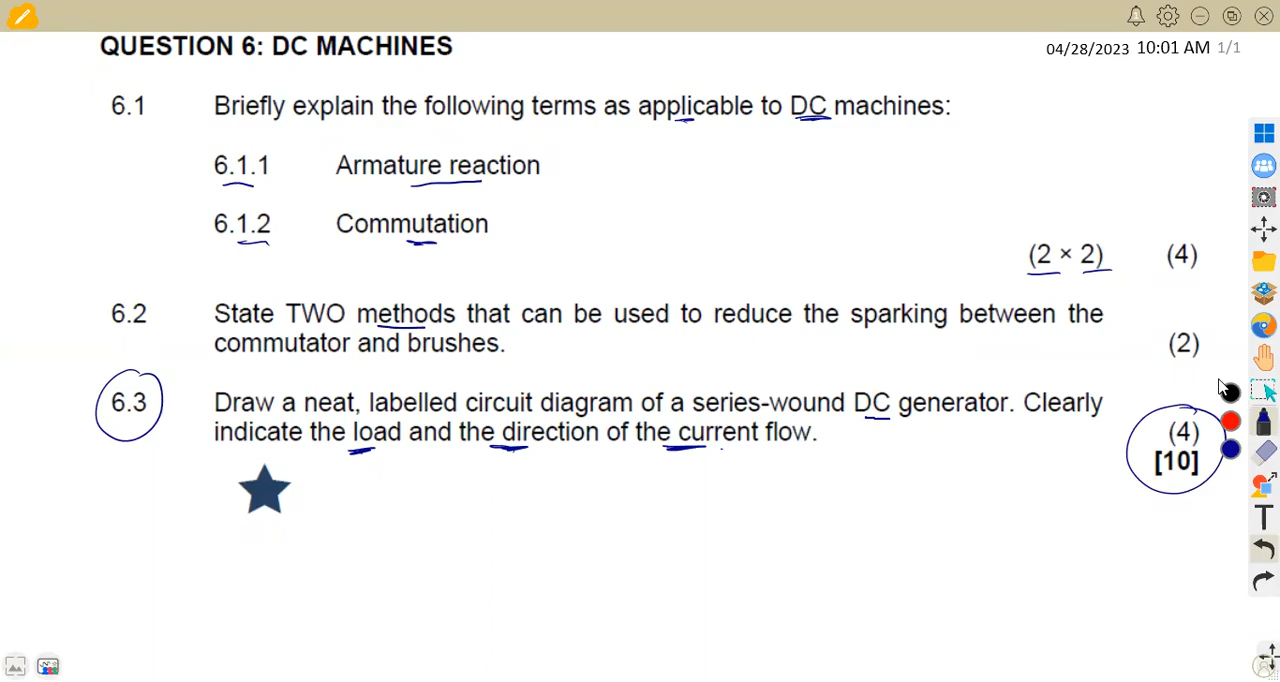 04/28/2023 10:01 AM 1/1
QUESTION 6: DC MACHINES
6.1 Briefly explain the following terms as applicable to DC machines:
6.1.1 Armature reaction
6.1.2 Commutation
(2 × 2) (4)
6.2 State TWO methods that can be used to reduce the sparking between the
commutator and brushes. (2)
6.3 Draw a neat, labelled circuit diagram of a series-wound DC generator. Clearly
indicate the load and the direction of the current flow. (4)
[10]